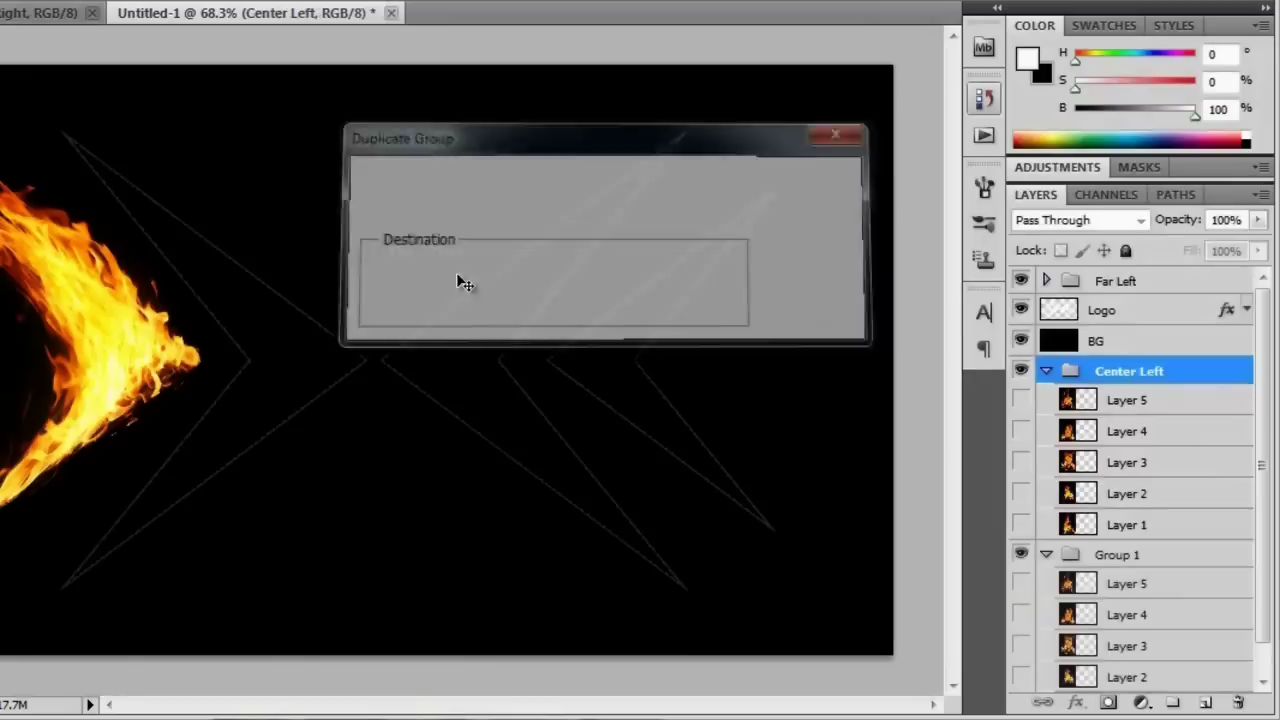 ight, RGB/8)
Untitled-1 @ 68.3% (Center Left, RGB/8) *
Duplicate Group
Destination
17.7M
Mb
COLOR SWATCHES STYLES
H 0 °
S 0 %
B 100 %
ADJUSTMENTS MASKS
LAYERS CHANNELS PATHS
Pass Through Opacity: 100%
Lock: Fill: 100%
Far Left
Logo fx
BG
Center Left
Layer 5
Layer 4
Layer 3
Layer 2
Layer 1
Group 1
Layer 5
Layer 4
Layer 3
Layer 2
fx